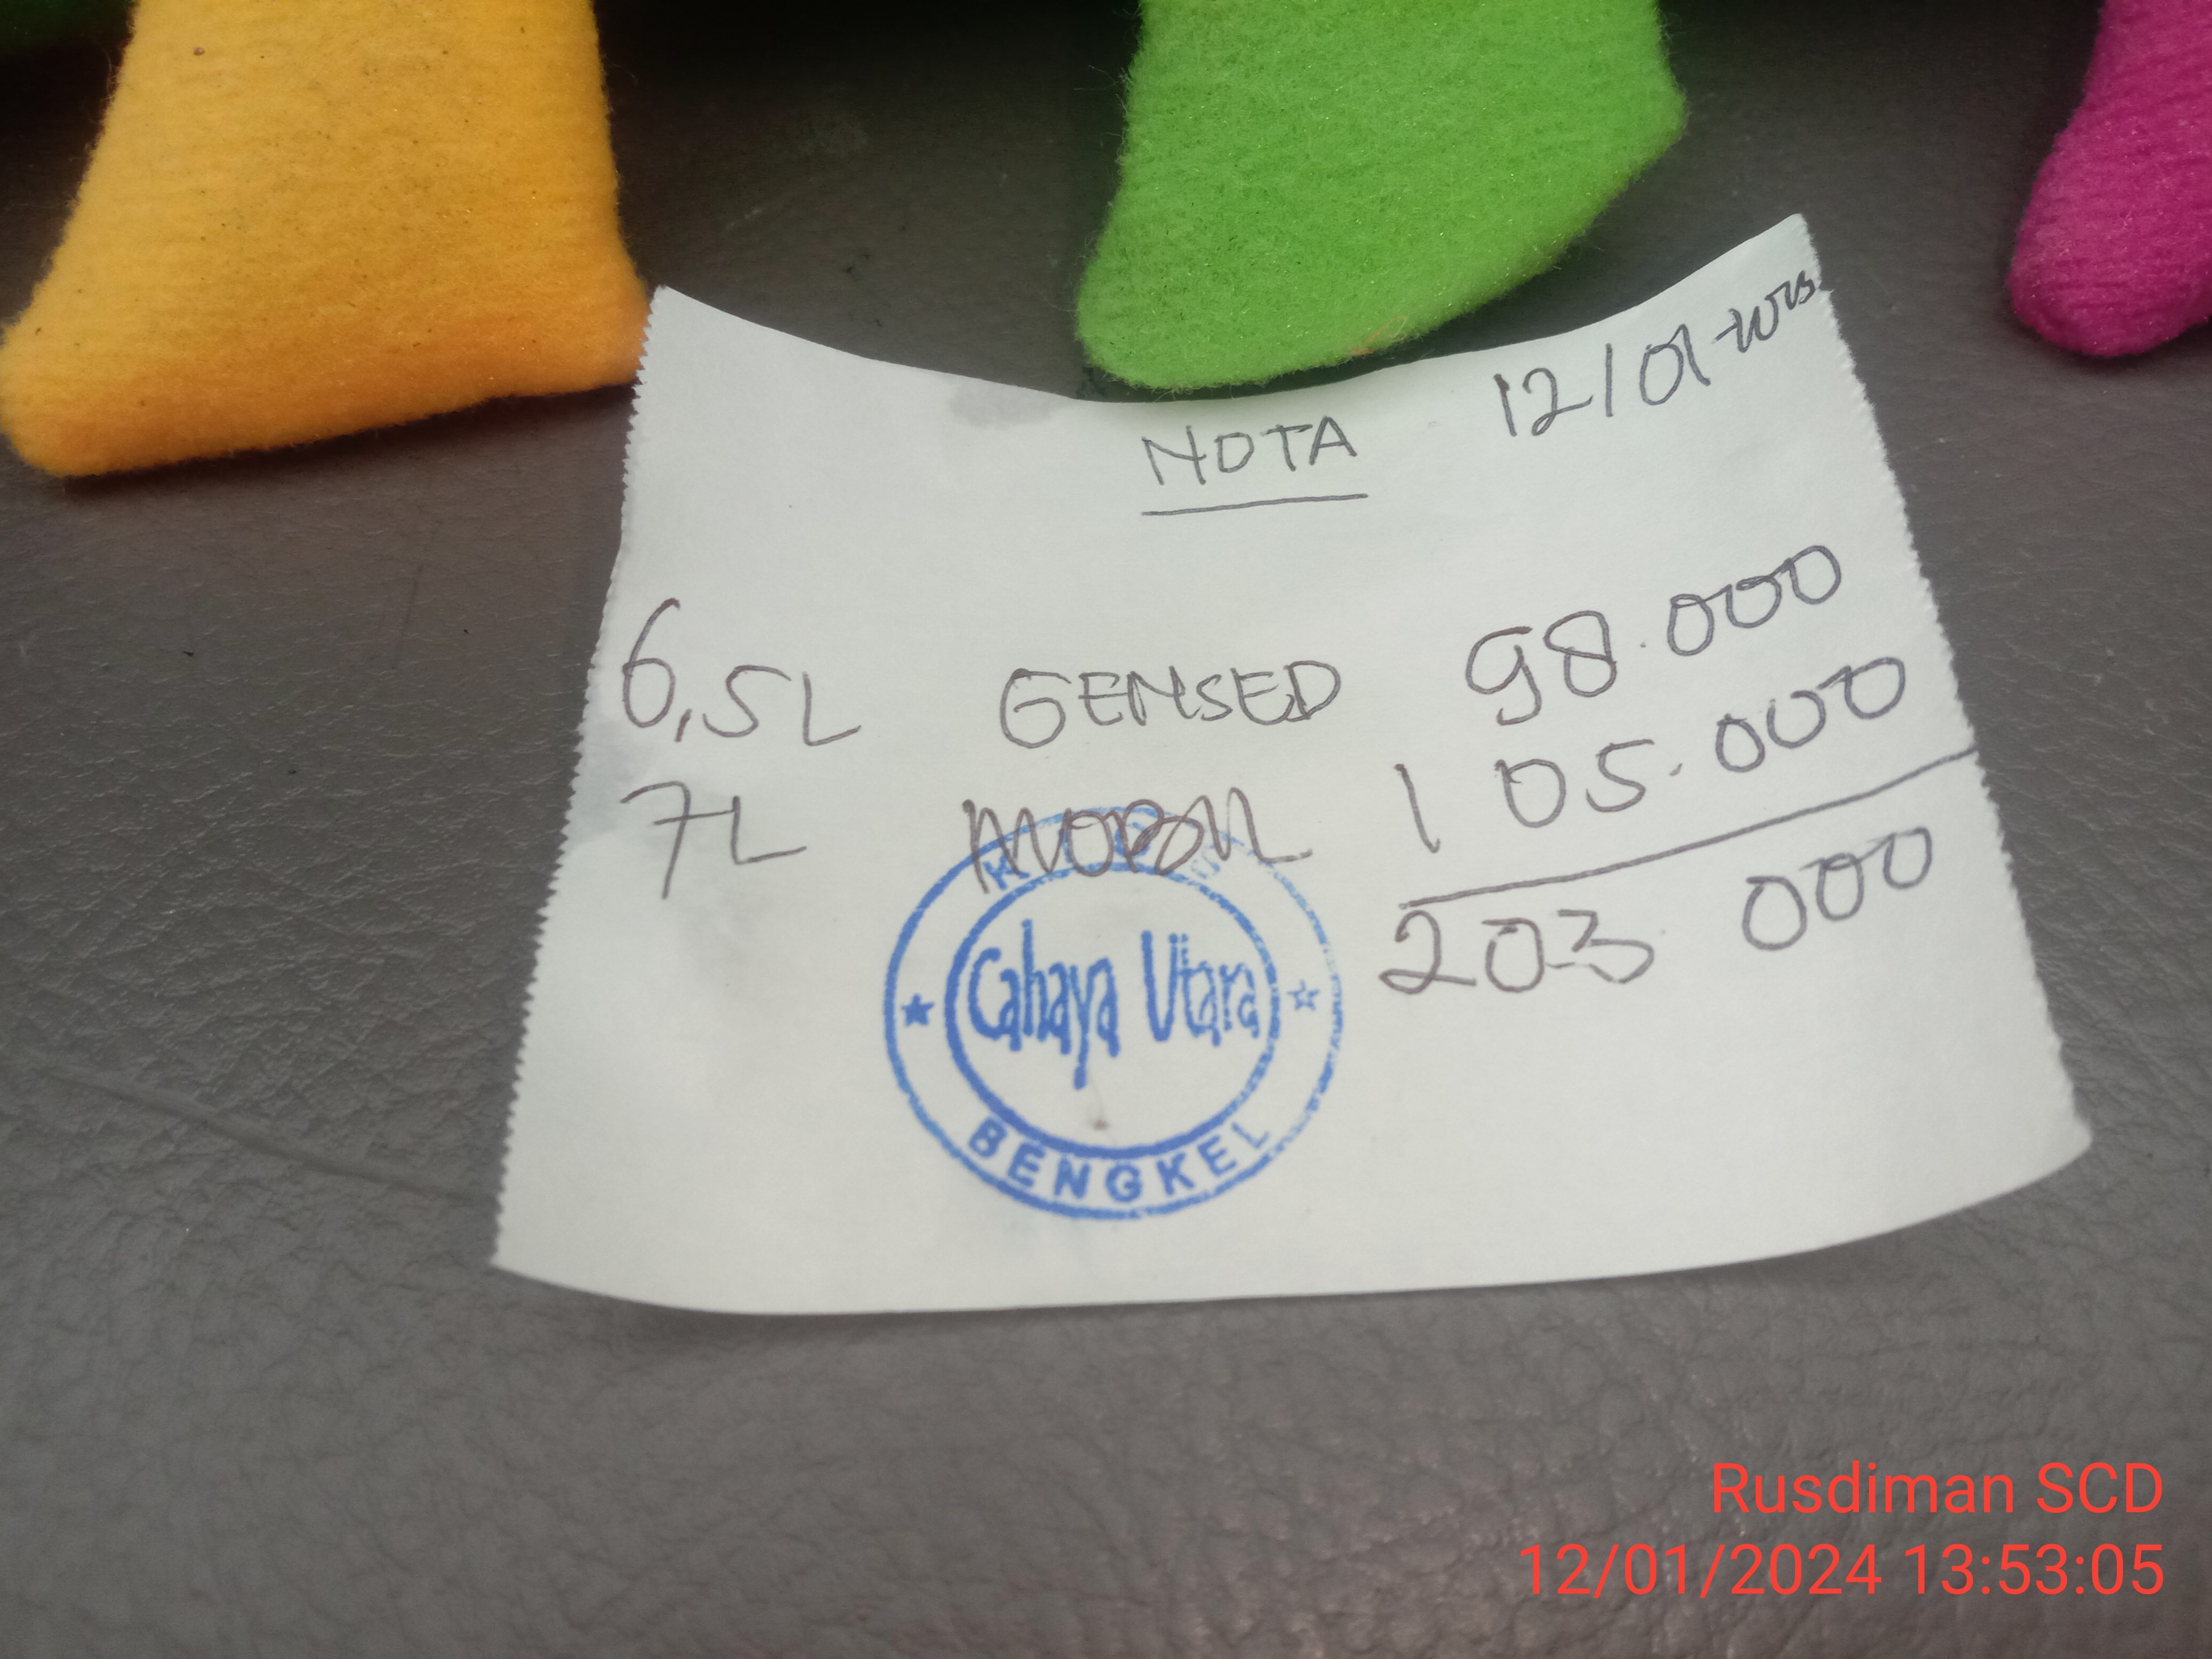 NOTA 12/01-
6,5L GENSED 98.000
7L MOBIL 105.000
203 000
Cahaya Utara
BENGKEL
Rusdiman SCD
12/01/2024 13:53:05